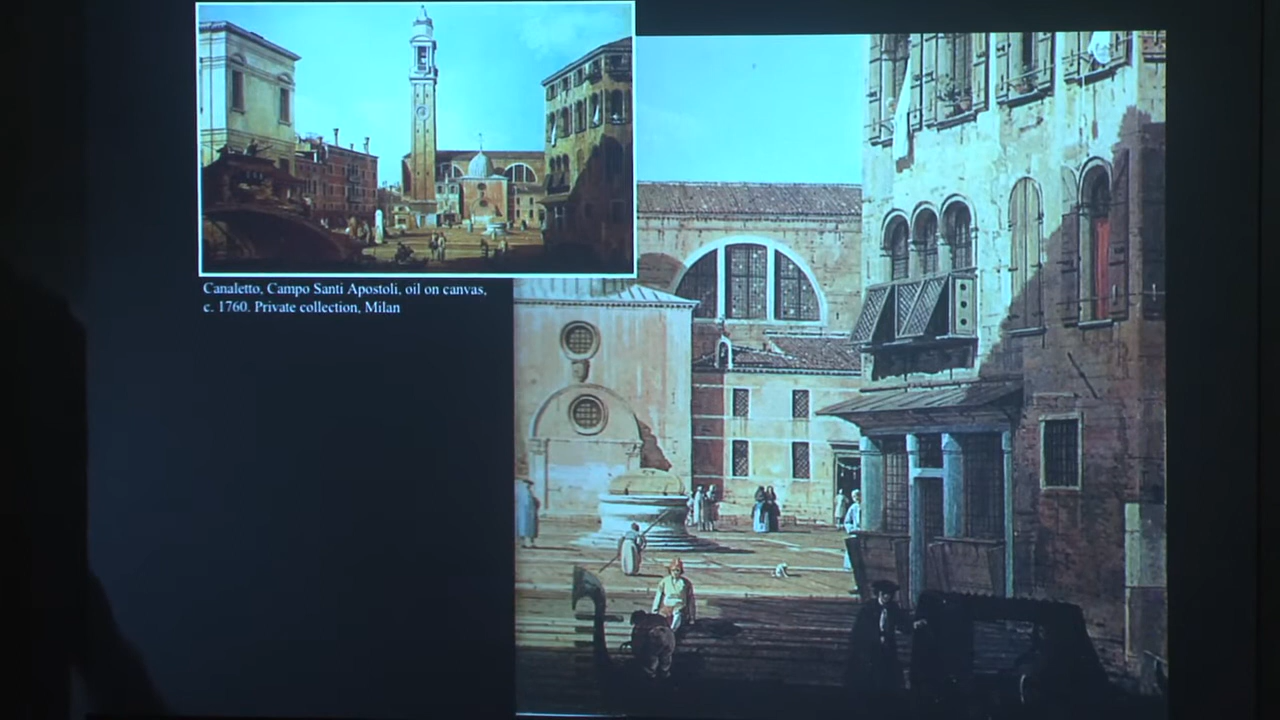 Canaletto, Campo Santi Apostoli, oil on canvas,
c. 1760. Private collection, Milan